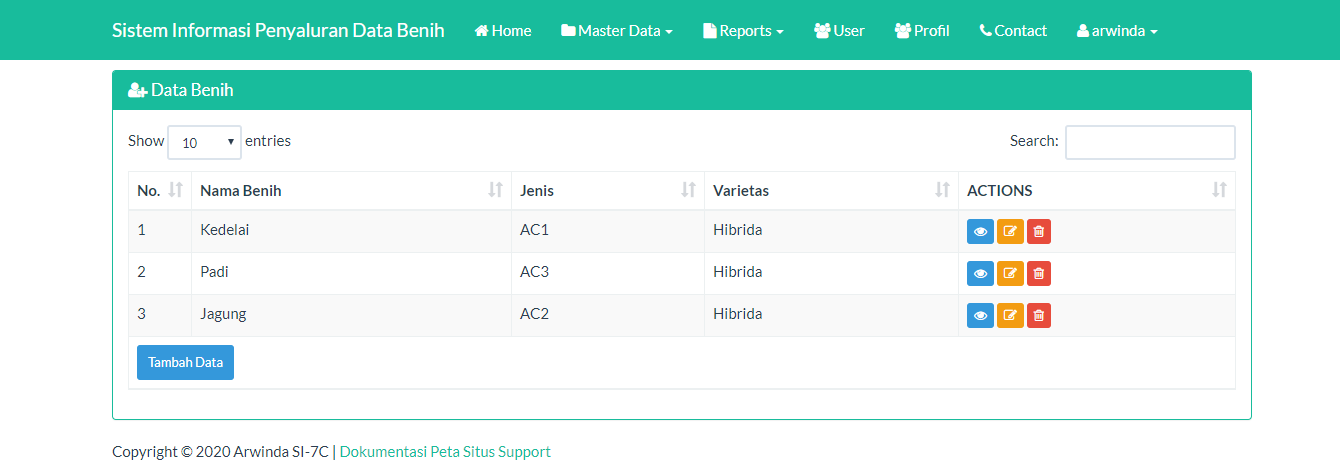 Sistem Informasi Penyaluran Data Benih Home Master Data Reports User Profil Contact arwinda
Data Benih
Show 10 entries Search:
No. Nama Benih Jenis Varietas ACTIONS
1 Kedelai AC1 Hibrida
2 Padi AC3 Hibrida
3 Jagung AC2 Hibrida
Tambah Data
Copyright © 2020 Arwinda SI-7C | Dokumentasi Peta Situs Support